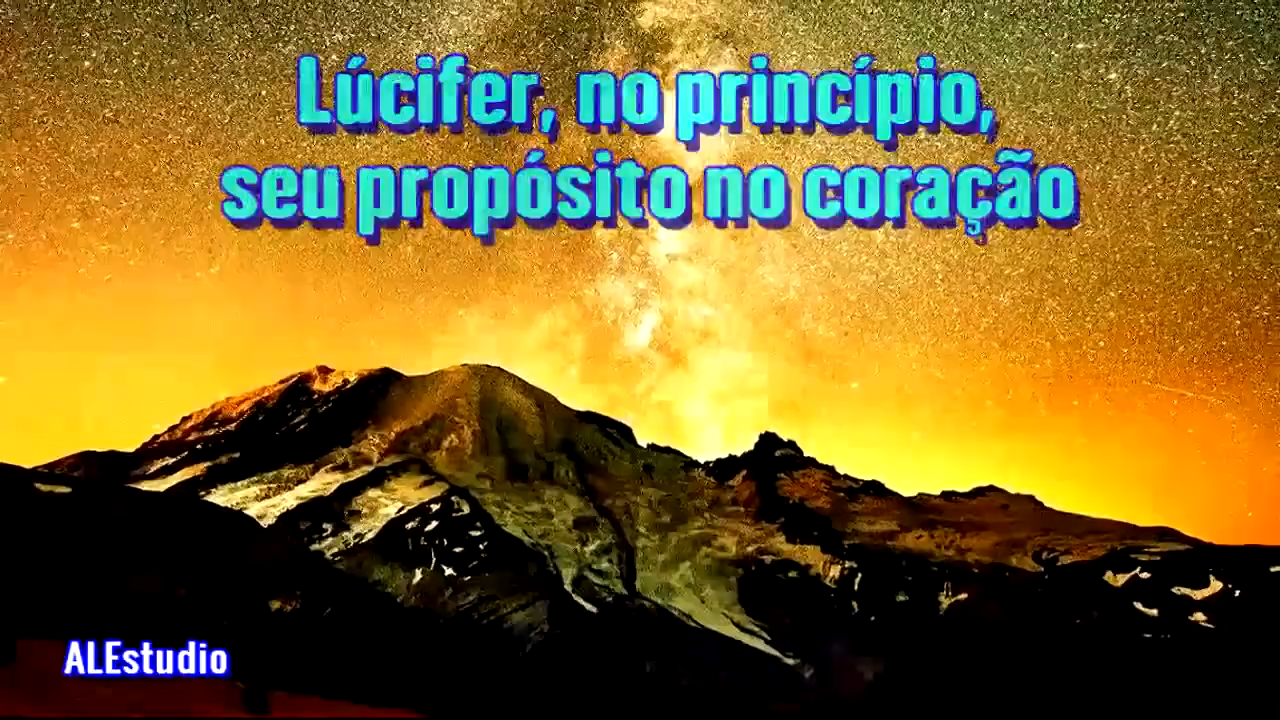 Lúcifer, no princípio,
seu propósito no coração
ALEstudio